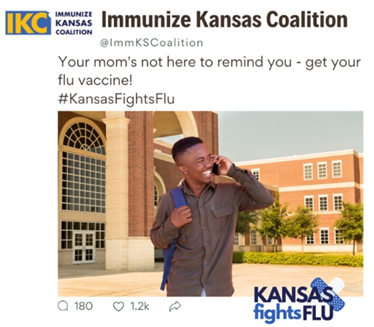 IKC
IMMUNIZE
KANSAS
COALITION
Immunize Kansas Coalition
@ImmKSCoalition
Your mom's not here to remind you - get your
flu vaccine!
#KansasFightsFlu
180
1.2k
KANSAS
fights FLU